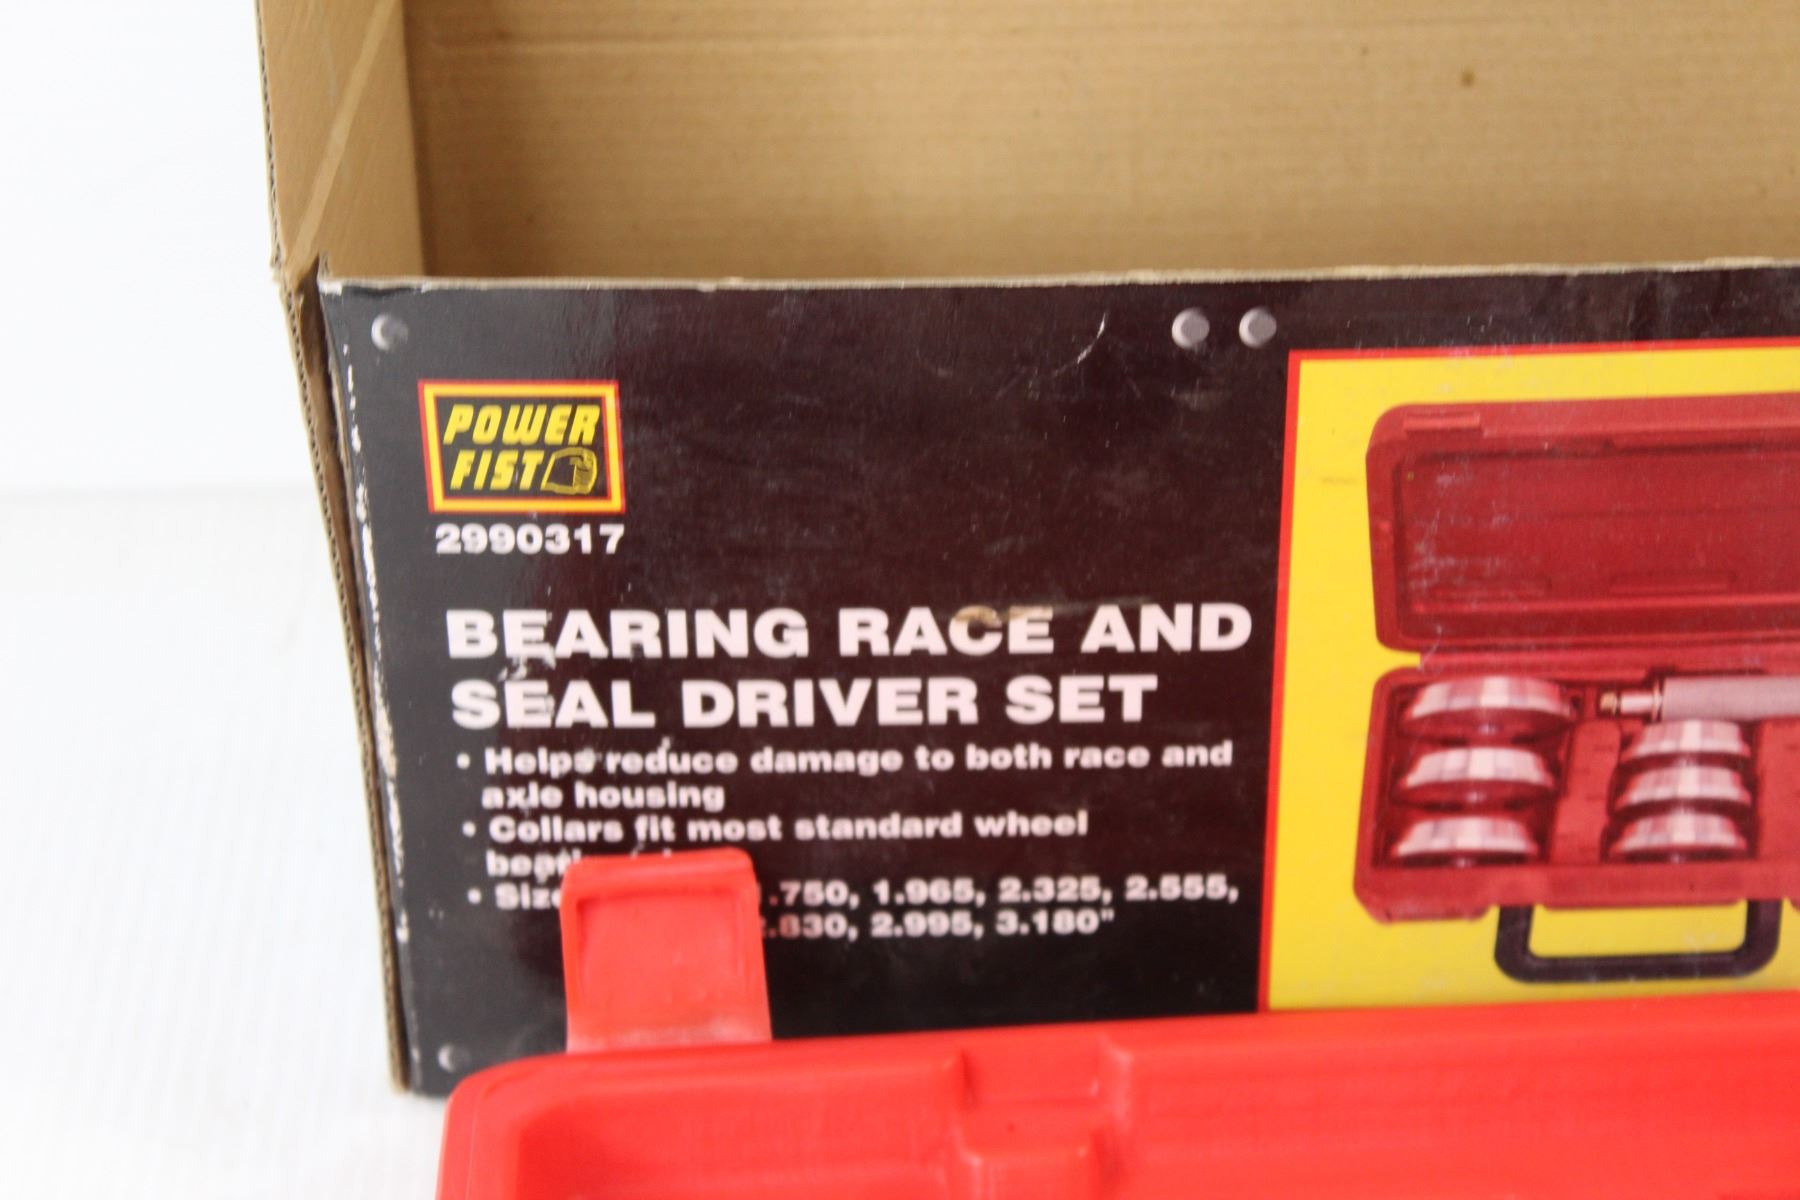 POWER
FIST
2990317
BEARING RACE AND
SEAL DRIVER SET
• Helps reduce damage to both race and
axle housing
• Collars fit most standard wheel
• .750, 1.965, 2.325, 2.555,
.830, 2.995, 3.180"